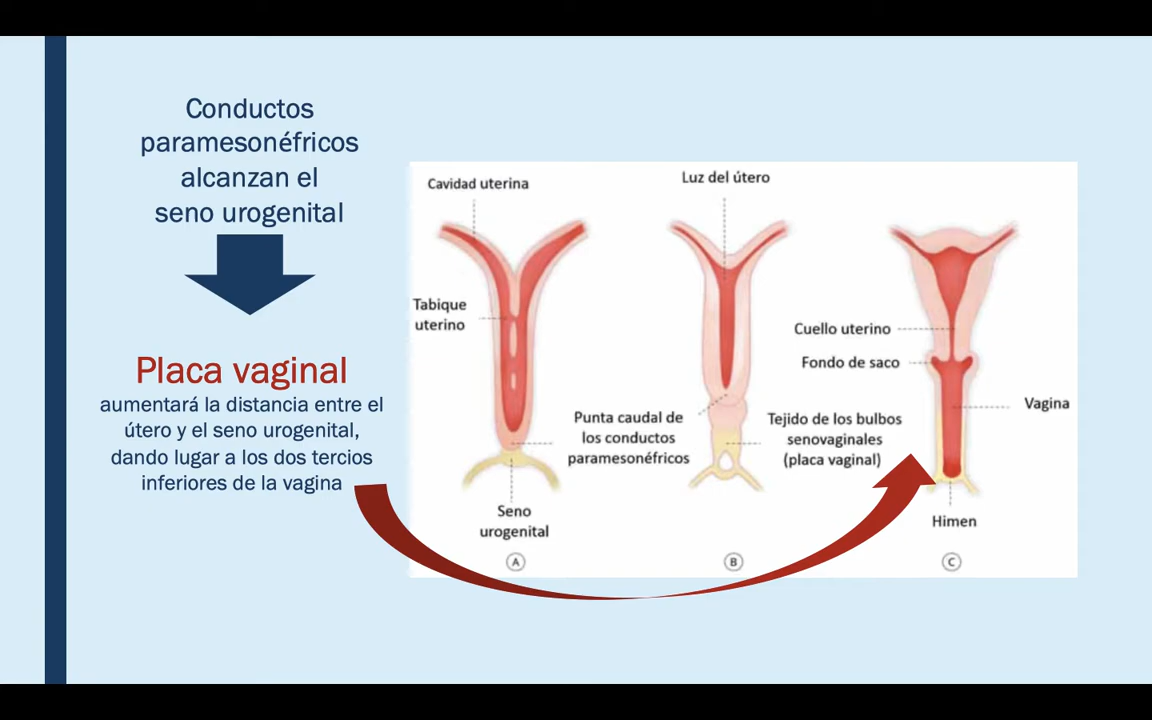 Conductos
paramesonéfricos
alcanzan el
seno urogenital
Placa vaginal
aumentará la distancia entre el
útero y el seno urogenital,
dando lugar a los dos tercios
inferiores de la vagina
Cavidad uterina
Tabique
uterino
Seno
urogenital
A
Luz del útero
Punta caudal de
los conductos
paramesonéfricos
B
Tejido de los bulbos
senovaginales
(placa vaginal)
Cuello uterino
Fondo de saco
Vagina
Himen
C